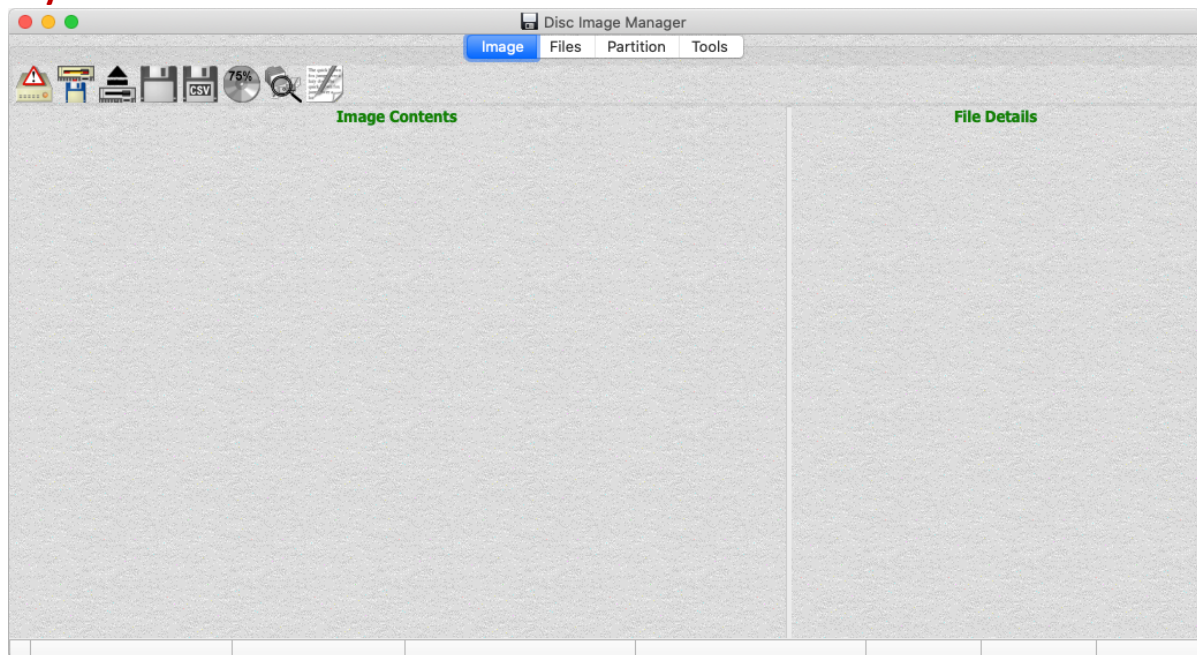 Disc Image Manager
Image Files Partition Tools
CSV 75%
Image Contents
File Details